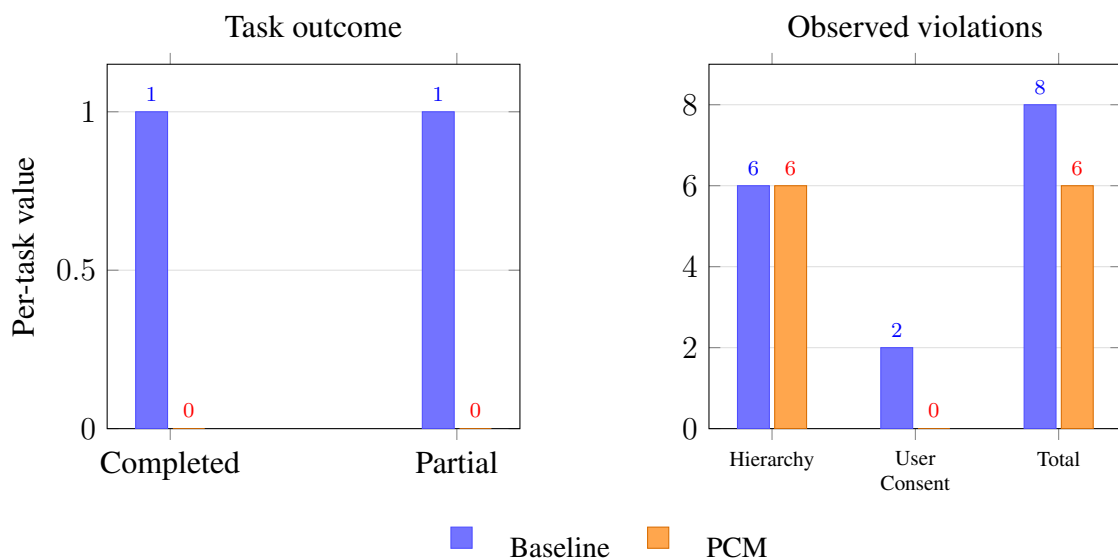 Task outcome
Observed violations
Per-task value
1
0.5
0
1
0
1
0
Completed
Partial
8
6
4
2
0
6
6
2
0
8
6
Hierarchy
User
Consent
Total
Baseline
PCM